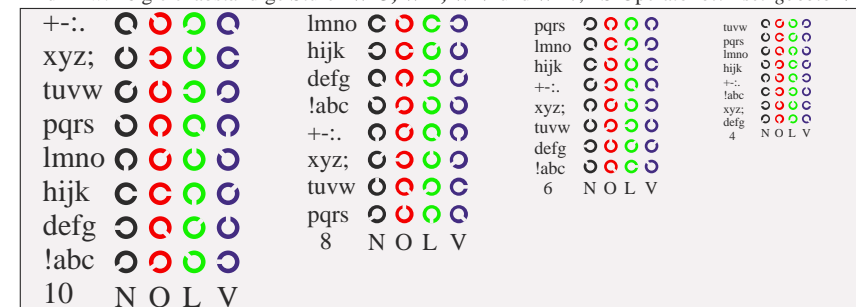 +-:.
xyz;
tuvw
pqrs
lmno
hijk
defg
!abc
10 N O L V
lmno
hijk
defg
!abc
+-:.
xyz;
tuvw
pqrs
8 N O L V
pqrs
lmno
hijk
+-:.
xyz;
tuvw
defg
!abc
6 N O L V
tuvw
pqrs
lmno
hijk
+-:.
!abc
xyz;
defg
4 N O L V